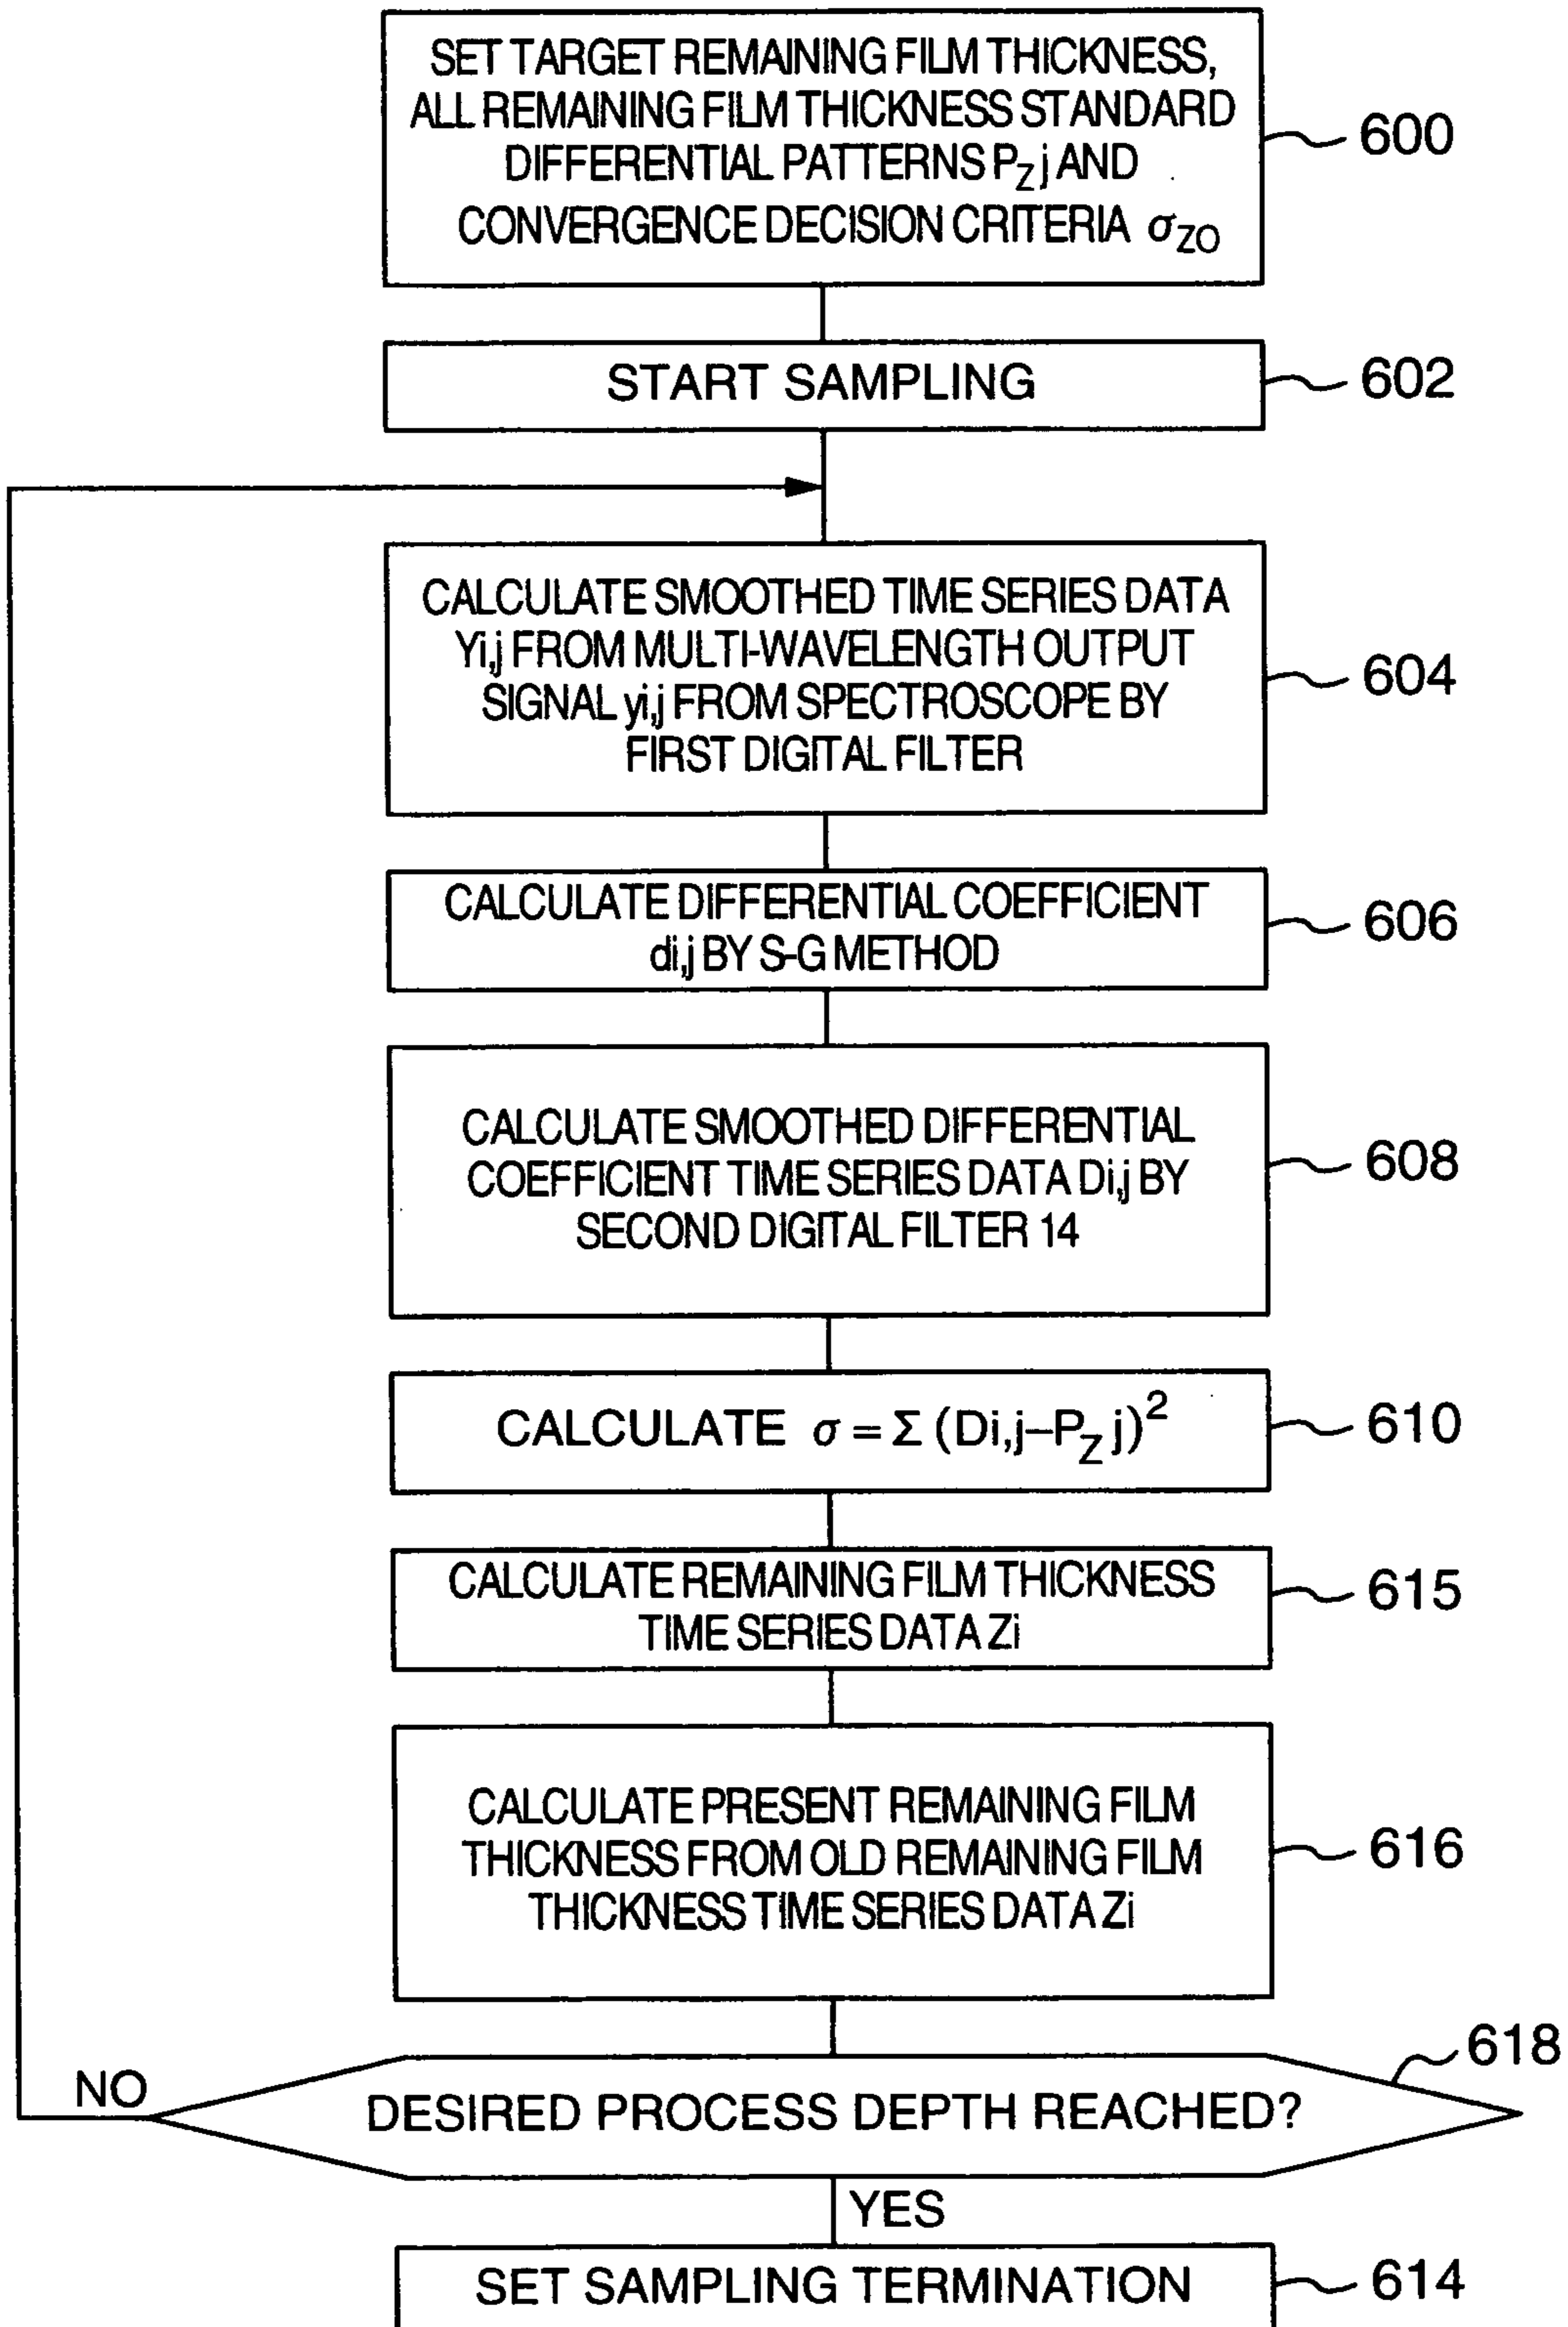 SET TARGET REMAINING FILM THICKNESS,
ALL REMAINING FILM THICKNESS STANDARD
DIFFERENTIAL PATTERNS PZ j AND
CONVERGENCE DECISION CRITERIA σZO
600
START SAMPLING
602
CALCULATE SMOOTHED TIME SERIES DATA
Yi,j FROM MULTI-WAVELENGTH OUTPUT
SIGNAL yi,j FROM SPECTROSCOPE BY
FIRST DIGITAL FILTER
604
CALCULATE DIFFERENTIAL COEFFICIENT
di,j BY S-G METHOD
606
CALCULATE SMOOTHED DIFFERENTIAL
COEFFICIENT TIME SERIES DATA Di,j BY
SECOND DIGITAL FILTER 14
608
CALCULATE σ = Σ (Di,j–PZ j)²
610
CALCULATE REMAINING FILM THICKNESS
TIME SERIES DATA Zi
615
CALCULATE PRESENT REMAINING FILM
THICKNESS FROM OLD REMAINING FILM
THICKNESS TIME SERIES DATA Zi
616
618
NO
DESIRED PROCESS DEPTH REACHED?
YES
SET SAMPLING TERMINATION
614